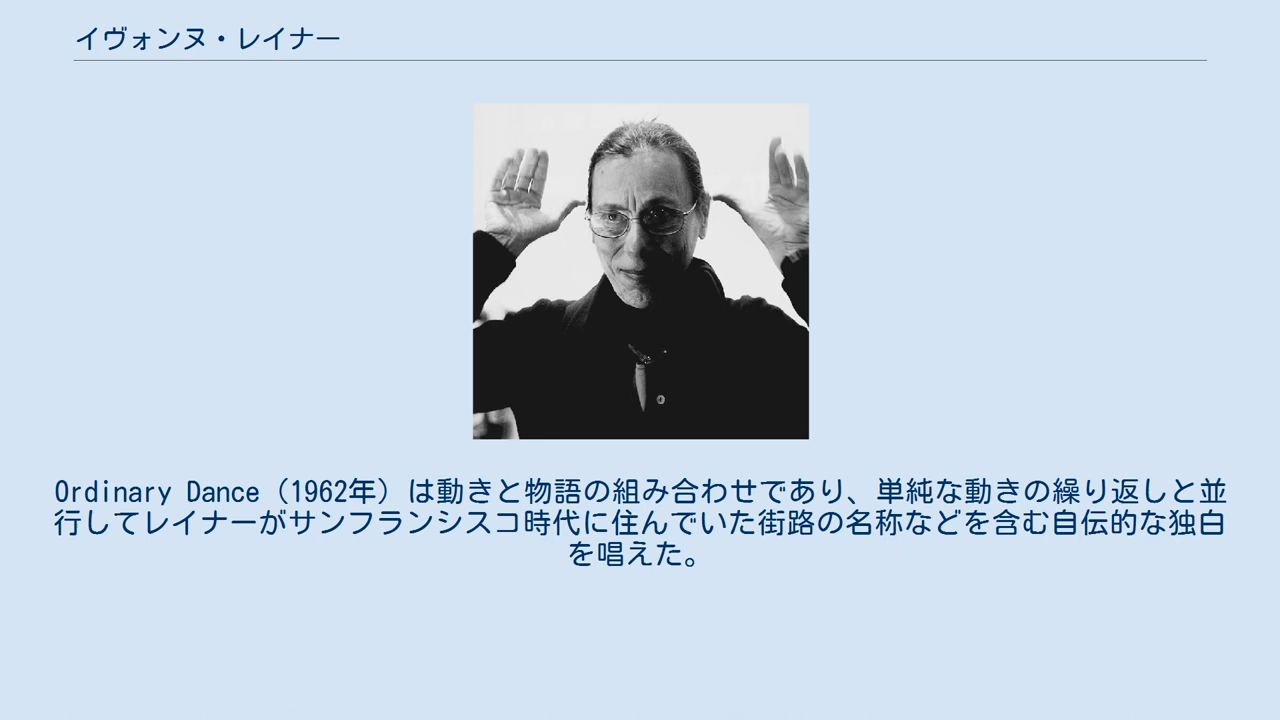 イヴォンヌ・レイナー
Ordinary Dance（1962年）は動きと物語の組み合わせであり、単純な動きの繰り返しと並
行してレイナーがサンフランシスコ時代に住んでいた街路の名称などを含む自伝的な独白
を唱えた。